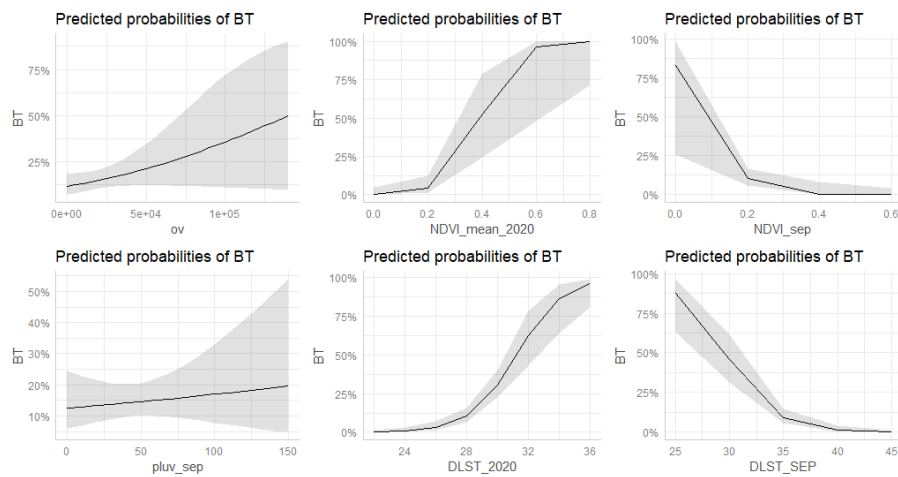 Predicted probabilities of BT
75%
50%
25%
BT
0e+00 5e+04 1e+05
ov
Predicted probabilities of BT
100%
75%
50%
25%
0%
BT
0.0 0.2 0.4 0.6 0.8
NDVI_mean_2020
Predicted probabilities of BT
100%
75%
50%
25%
0%
BT
0.0 0.2 0.4 0.6
NDVI_sep
Predicted probabilities of BT
50%
40%
30%
20%
10%
BT
0 50 100 150
pluv_sep
Predicted probabilities of BT
100%
75%
50%
25%
0%
BT
24 28 32 36
DLST_2020
Predicted probabilities of BT
100%
75%
50%
25%
0%
BT
25 30 35 40 45
DLST_SEP